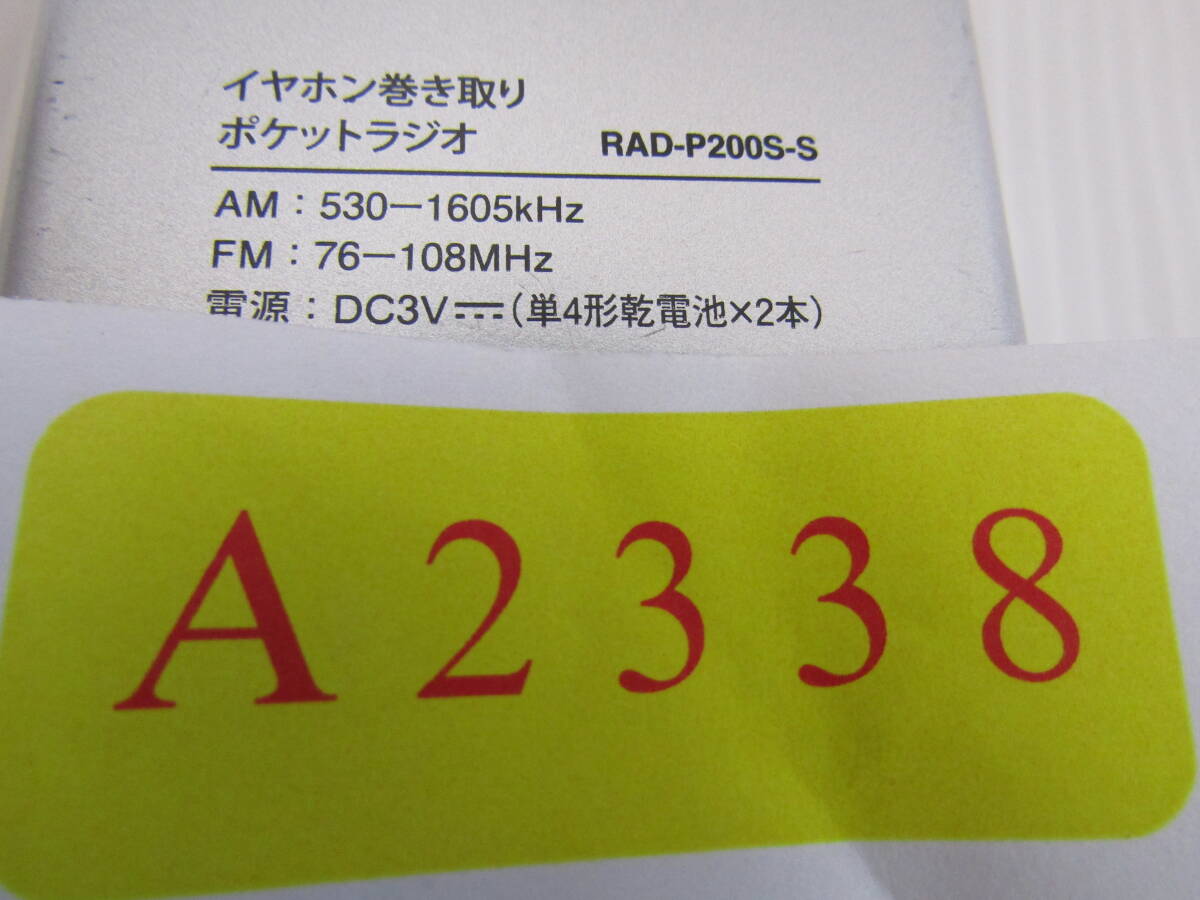 イヤホン巻き取り
ポケットラジオ RAD-P200S-S
AM：530－1605kHz
FM：76－108MHz
電源：DC3V⎓（単4形乾電池×2本）
A2338